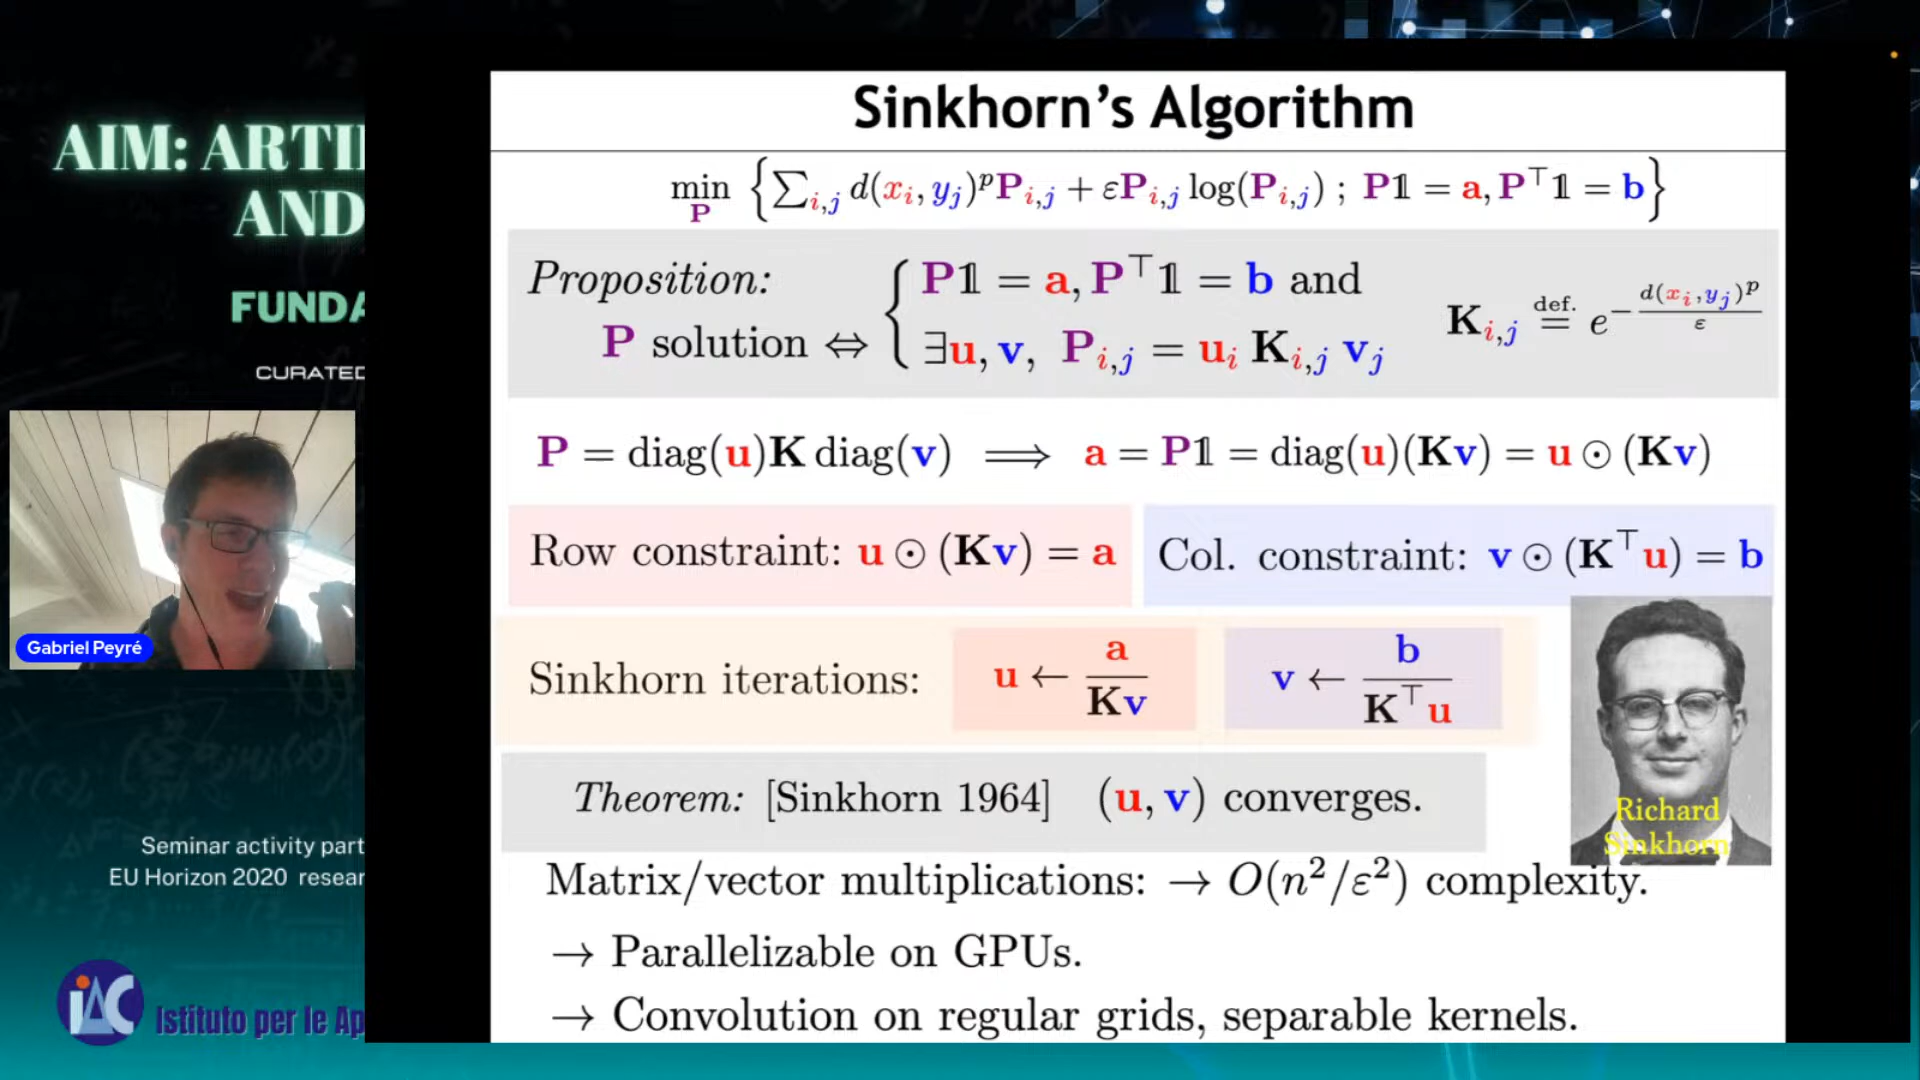 AIM: ARTI
AND
FUNDA
CURATED
Gabriel Peyré
Seminar activity part
EU Horizon 2020 resear
iAC
Istituto per le Ap
Sinkhorn's Algorithm
min_P { ∑_{i,j} d(x_i, y_j)^p P_{i,j} + εP_{i,j} log(P_{i,j}) ; P𝟙 = a, P^⊤𝟙 = b }
Proposition:
P solution ⇔ { P𝟙 = a, P^⊤𝟙 = b and
∃u, v, P_{i,j} = u_i K_{i,j} v_j
K_{i,j} def. = e^{-d(x_i,y_j)^p / ε}
P = diag(u)K diag(v) ⟹ a = P𝟙 = diag(u)(Kv) = u ⊙ (Kv)
Row constraint: u ⊙ (Kv) = a
Col. constraint: v ⊙ (K^⊤u) = b
Sinkhorn iterations: u ← a / Kv   v ← b / K^⊤u
Richard
Sinkhorn
Theorem: [Sinkhorn 1964] (u, v) converges.
Matrix/vector multiplications: → O(n²/ε²) complexity.
→ Parallelizable on GPUs.
→ Convolution on regular grids, separable kernels.